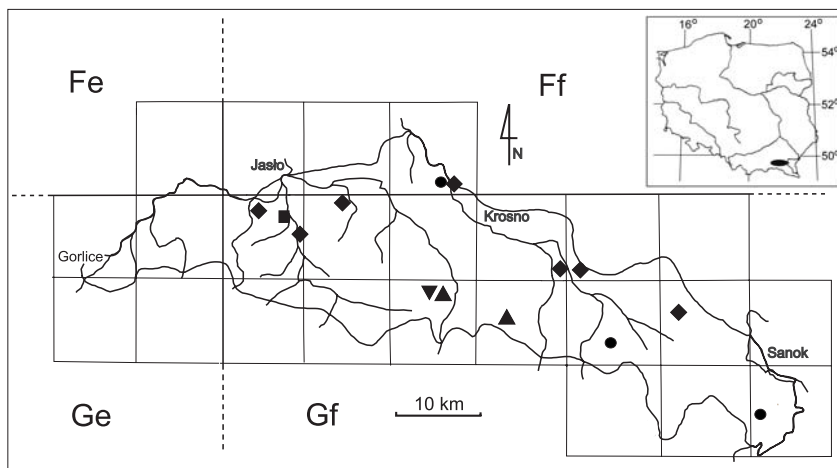 16° 20° 24°
54°
52°
50°
Fe
Ff
N
Jasło
Krosno
Gorlice
Sanok
Ge
Gf
10 km